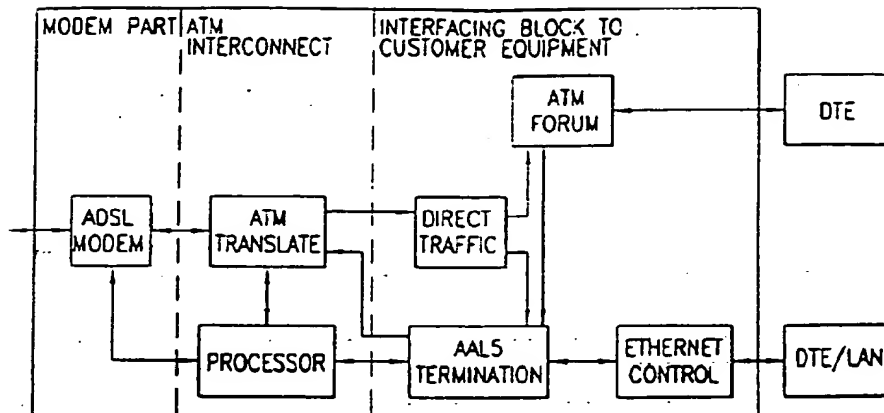 MODEM PART
ATM
INTERCONNECT
INTERFACING BLOCK TO
CUSTOMER EQUIPMENT
ATM
FORUM
DTE
ADSL
MODEM
ATM
TRANSLATE
DIRECT
TRAFFIC
PROCESSOR
AAL5
TERMINATION
ETHERNET
CONTROL
DTE/LAN